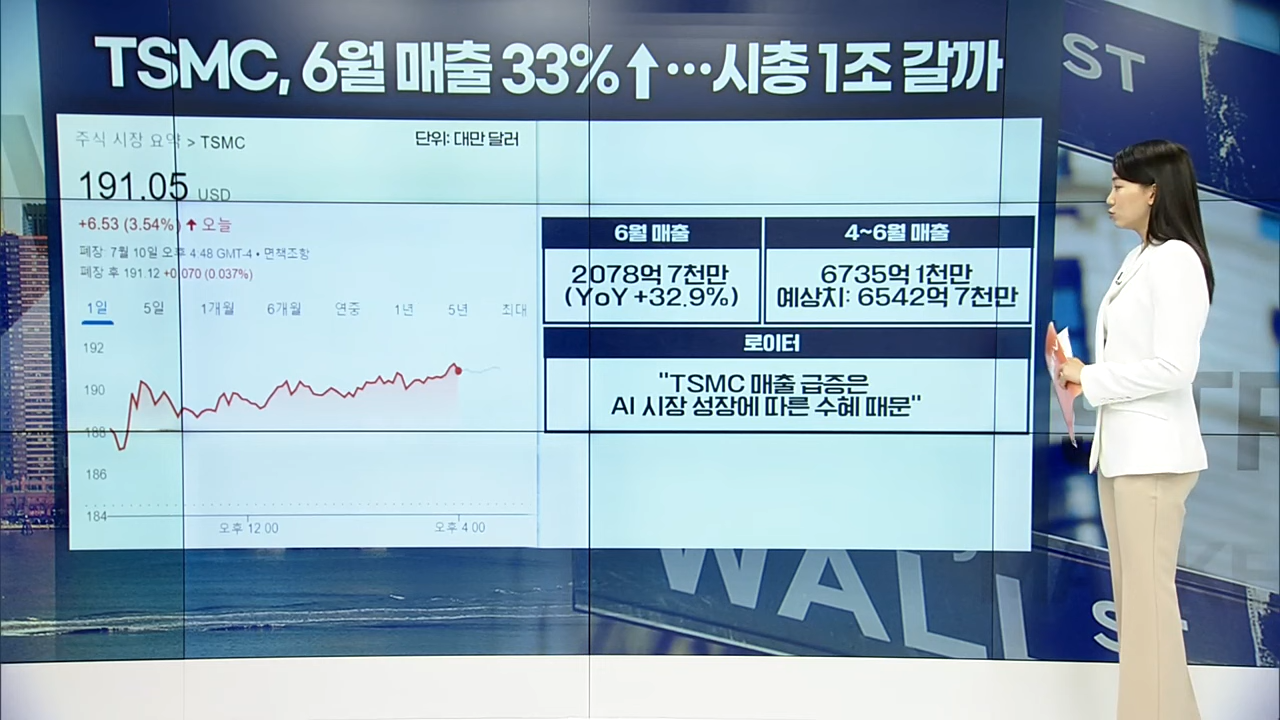 TSMC, 6월 매출 33%↑…시총 1조 갈까
ST
주식 시장 요약 > TSMC
단위: 대만 달러
191.05 USD
+6.53 (3.54%) ↑ 오늘
폐장: 7월 10일 오후 4:48 GMT-4 • 면책조항
폐장 후 191.12 +0.070 (0.037%)
1일 5일 1개월 6개월 연중 1년 5년 최대
192
190
188
186
184
오후 12:00 오후 4:00
6월 매출
2078억 7천만
(YoY +32.9%)
4~6월 매출
6735억 1천만
예상치: 6542억 7천만
로이터
"TSMC 매출 급증은
AI 시장 성장에 따른 수혜 때문"
WALL ST